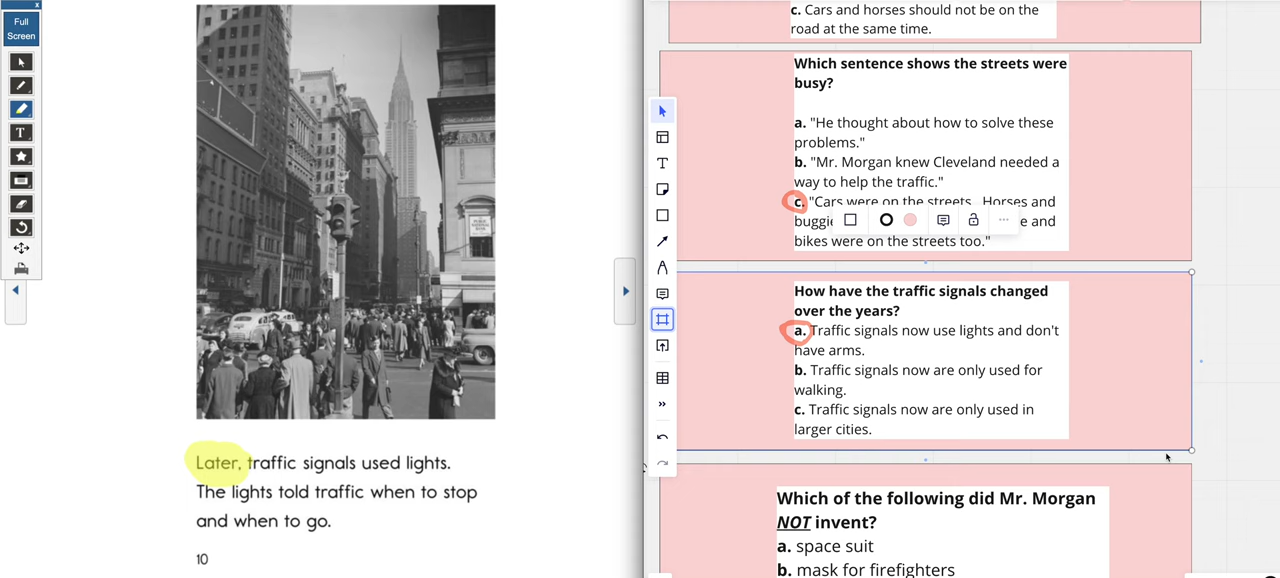 x
Full
Screen
T
Later, traffic signals used lights.
The lights told traffic when to stop
and when to go.
10
T
c. Cars and horses should not be on the
road at the same time.
Which sentence shows the streets were
busy?
a. "He thought about how to solve these
problems."
b. "Mr. Morgan knew Cleveland needed a
way to help the traffic."
c. "Cars were on the streets. Horses and
buggie e and
bikes were on the streets too."
How have the traffic signals changed
over the years?
a. Traffic signals now use lights and don't
have arms.
b. Traffic signals now are only used for
walking.
c. Traffic signals now are only used in
larger cities.
Which of the following did Mr. Morgan
NOT invent?
a. space suit
b. mask for firefighters